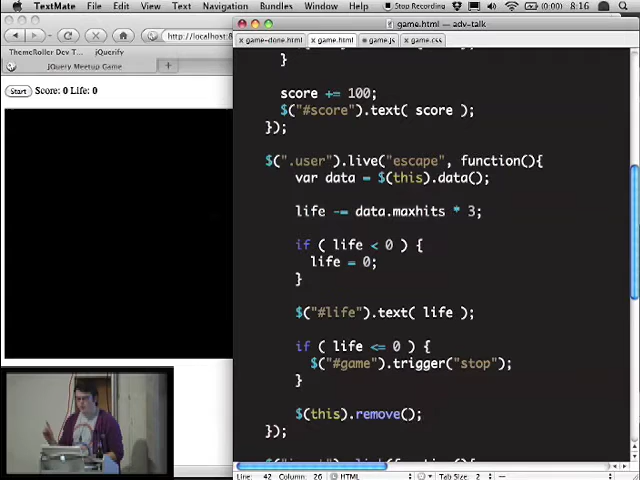 TextMate File Edit View Text Navigation Bundles Window Help Stop Recording (0:00) 8:16
game.html — adv-talk
http://localhost:8
ThemeRoller Dev T... jQuerify
jQuery Meetup Game
game-done.html game.html game.js game.css
Start Score: 0 Life: 0
}
score += 100;
$("#score").text( score );
});
$(".user").live("escape", function(){
var data = $(this).data();
life -= data.maxhits * 3;
if ( life < 0 ) {
life = 0;
}
$("#life").text( life );
if ( life <= 0 ) {
$("#game").trigger("stop");
}
$(this).remove();
});
Line: 42 Column: 26 HTML Tab Size: 2 —